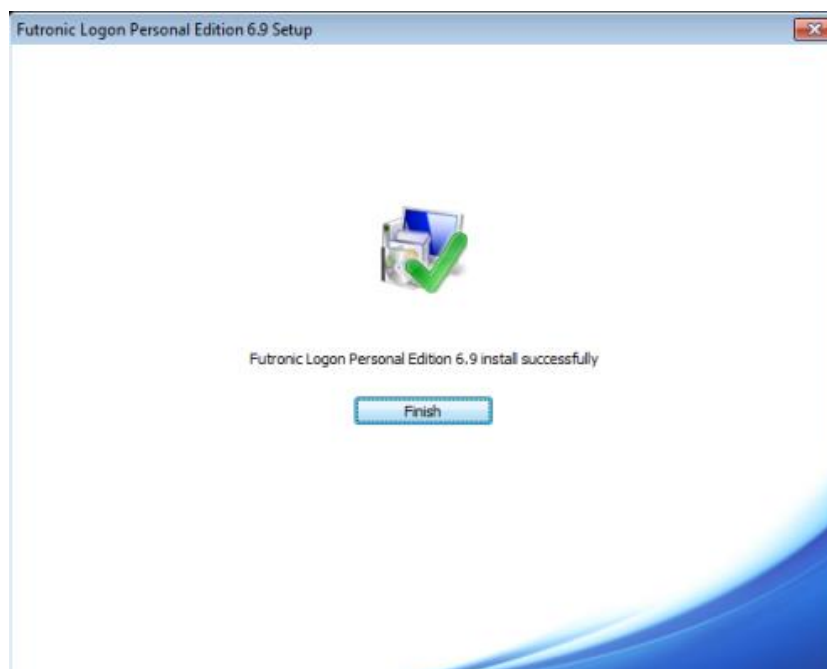 Futronic Logon Personal Edition 6.9 Setup
Futronic Logon Personal Edition 6.9 install successfully
Finish